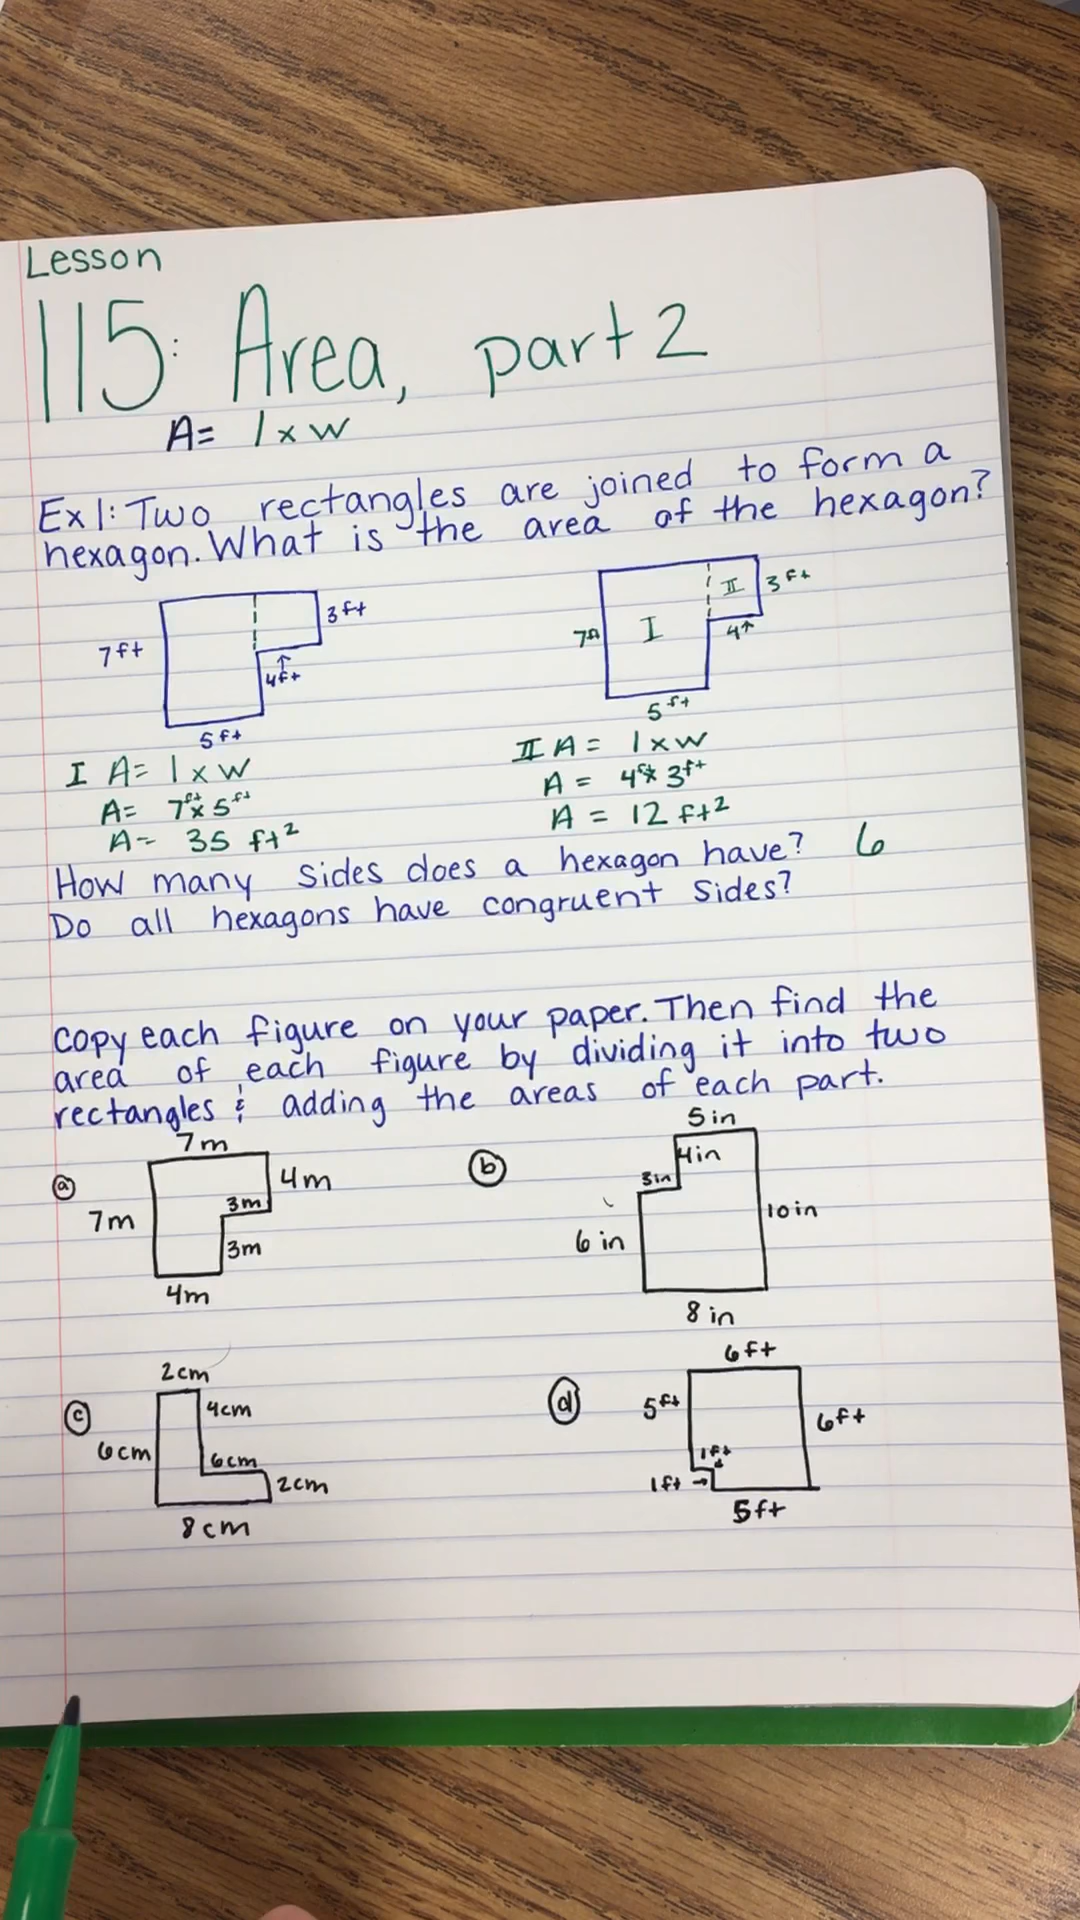 Lesson
115: Area, part 2
A= l x w
Ex 1: Two rectangles are joined to form a
hexagon. What is the area of the hexagon?
7ft
3ft
4ft
5ft
7ft
I
II
3ft
4
5ft
I A= l x w
A= 7ft x 5ft
A= 35 ft²
II A= l x w
A = 4ft x 3ft
A = 12 ft²
How many sides does a hexagon have? 6
Do all hexagons have congruent sides?
Copy each figure on your paper. Then find the
area of each figure by dividing it into two
rectangles & adding the areas of each part.
a
7m
4m
7m
3m
3m
4m
b
5in
4in
3in
10in
6 in
8 in
c
2cm
4cm
6cm
6cm
2cm
8cm
d
6ft
5ft
6ft
1ft
1ft
5ft